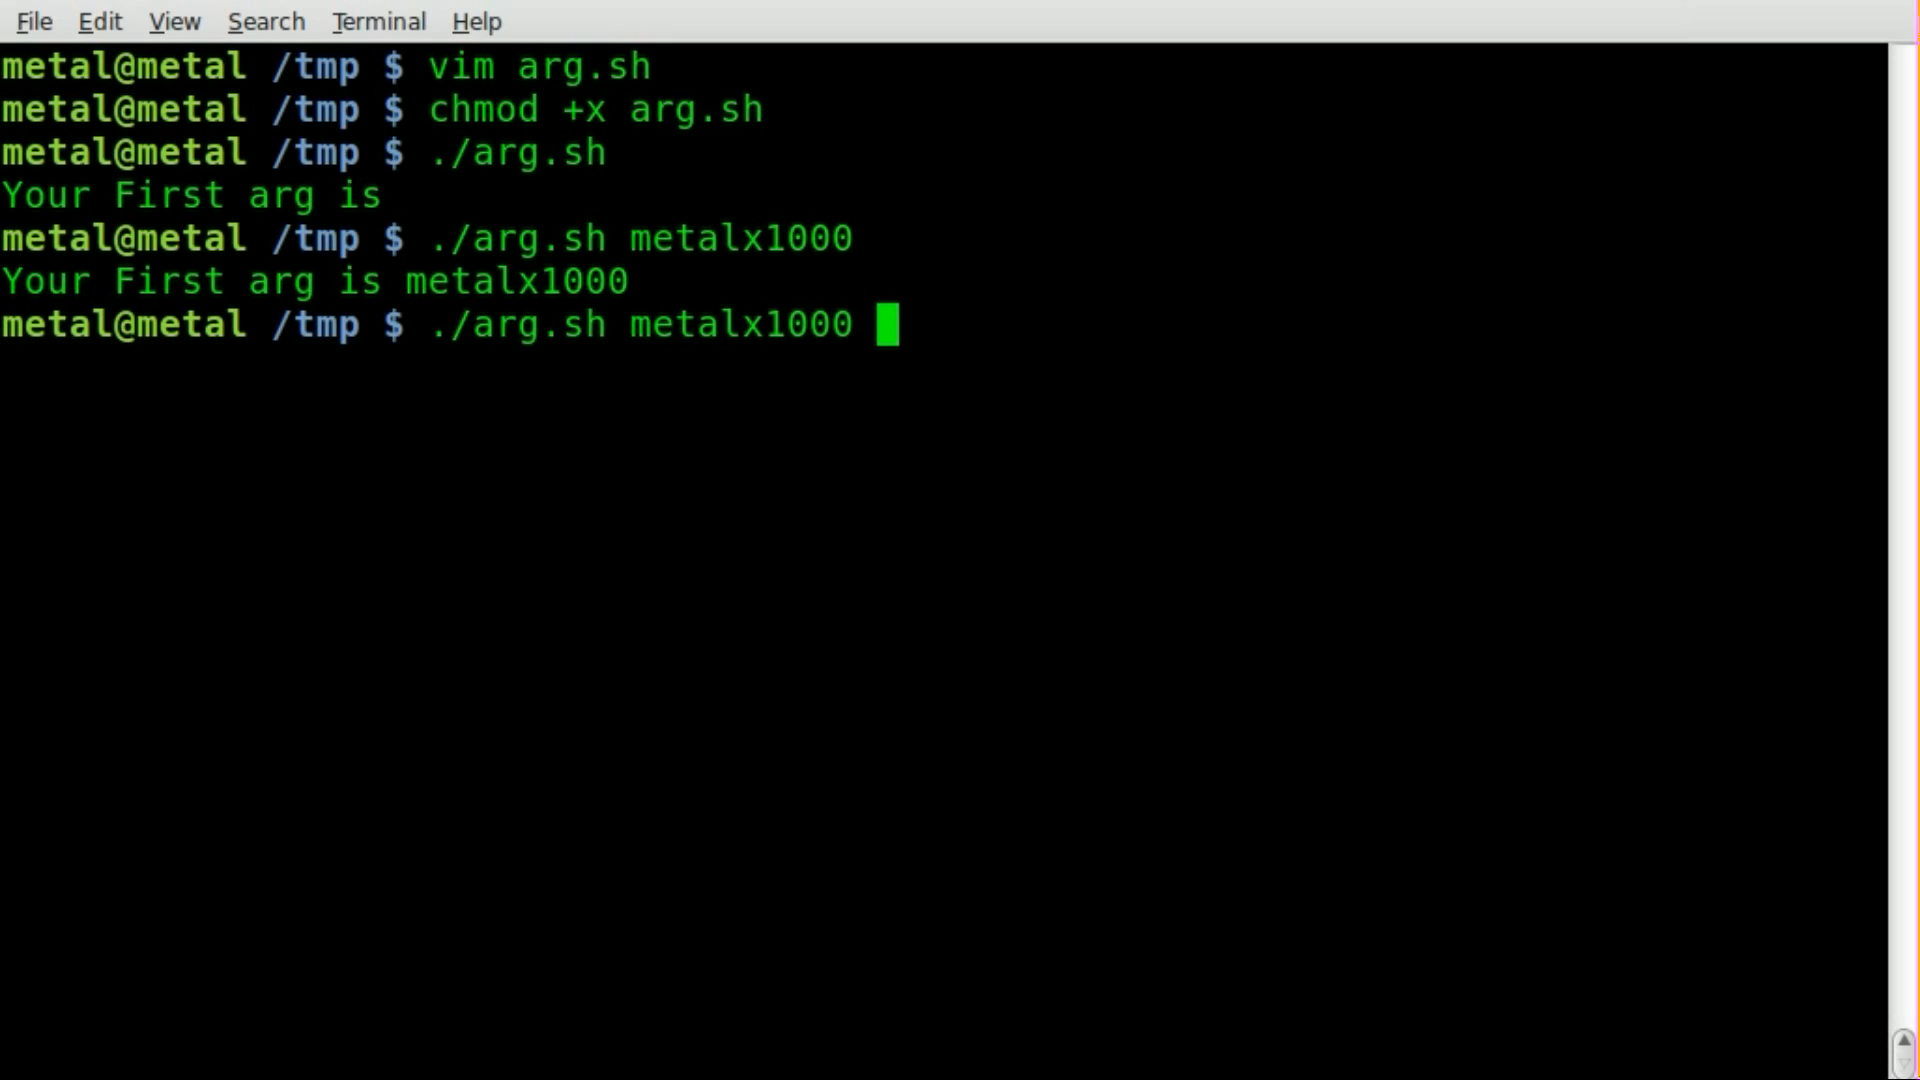 File Edit View Search Terminal Help
metal@metal /tmp $ vim arg.sh
metal@metal /tmp $ chmod +x arg.sh
metal@metal /tmp $ ./arg.sh
Your First arg is
metal@metal /tmp $ ./arg.sh metalx1000
Your First arg is metalx1000
metal@metal /tmp $ ./arg.sh metalx1000